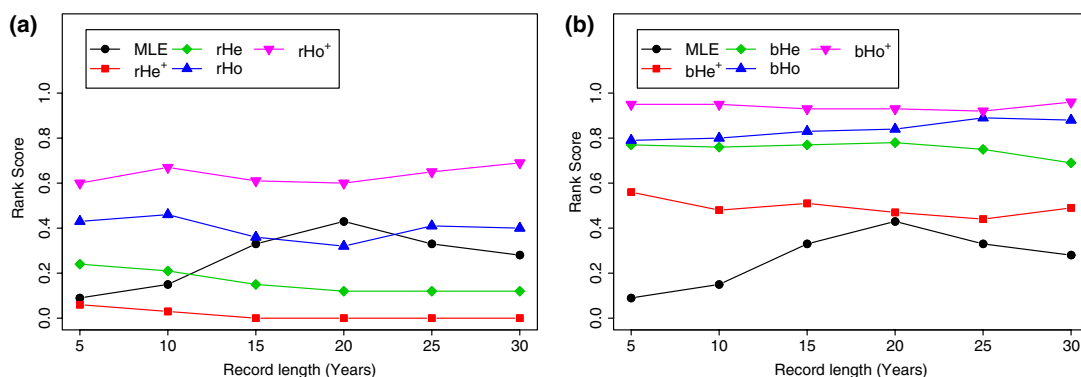 (a)
MLE rHe rHo+
rHe+ rHo
Rank Score
1.0
0.8
0.6
0.4
0.2
0.0
5 10 15 20 25 30
Record length (Years)
(b)
MLE bHe bHo+
bHe+ bHo
Rank Score
1.0
0.8
0.6
0.4
0.2
0.0
5 10 15 20 25 30
Record length (Years)